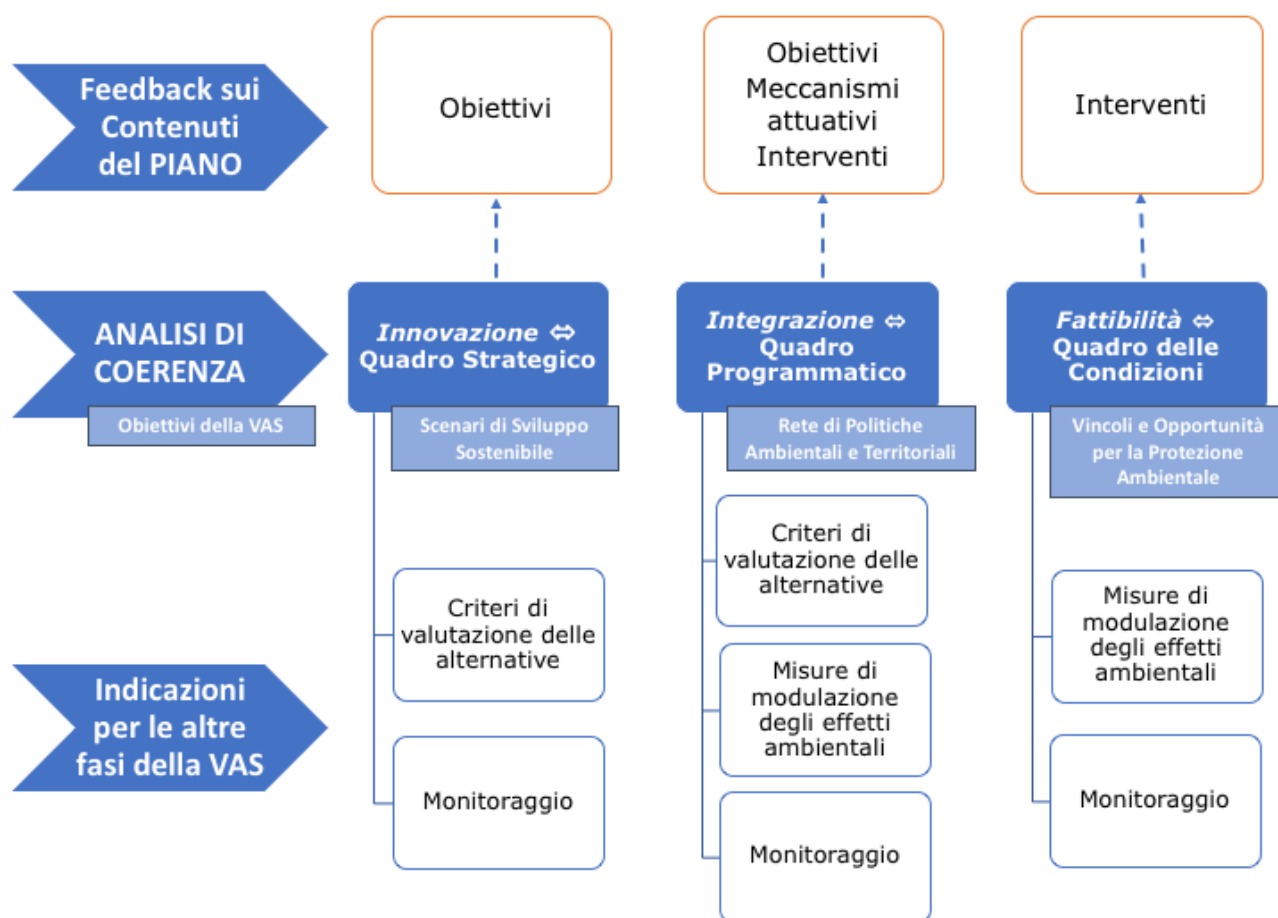 Feedback sui
Contenuti
del PIANO
Obiettivi
Obiettivi
Meccanismi
attuativi
Interventi
Interventi
ANALISI DI
COERENZA
Obiettivi della VAS
Innovazione ⇔
Quadro Strategico
Scenari di Sviluppo
Sostenibile
Integrazione ⇔
Quadro
Programmatico
Rete di Politiche
Ambientali e Territoriali
Fattibilità ⇔
Quadro delle
Condizioni
Vincoli e Opportunità
per la Protezione
Ambientale
Indicazioni
per le altre
fasi della VAS
Criteri di
valutazione delle
alternative
Monitoraggio
Criteri di
valutazione delle
alternative
Misure di
modulazione
degli effetti
ambientali
Monitoraggio
Misure di
modulazione
degli effetti
ambientali
Monitoraggio